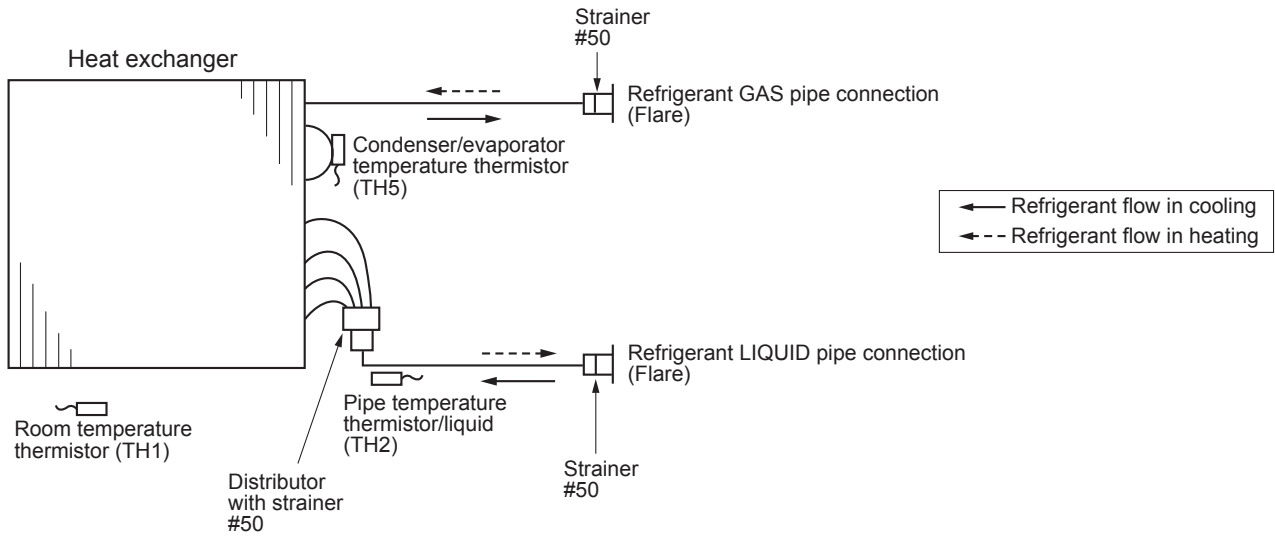 Strainer
#50
Heat exchanger
Refrigerant GAS pipe connection
(Flare)
Condenser/evaporator
temperature thermistor
(TH5)
Refrigerant flow in cooling
Refrigerant flow in heating
Refrigerant LIQUID pipe connection
(Flare)
Pipe temperature
thermistor/liquid
(TH2)
Room temperature
thermistor (TH1)
Strainer
#50
Distributor
with strainer
#50